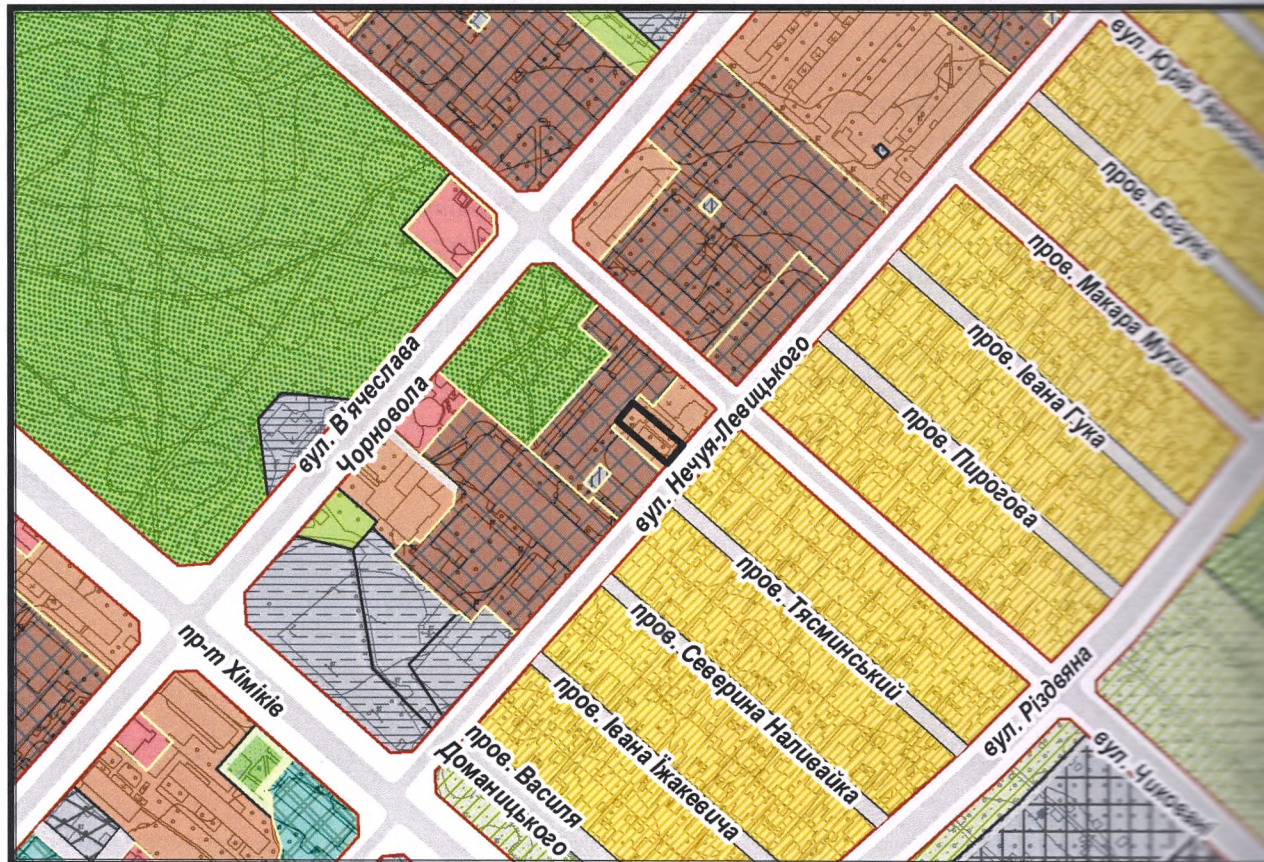 вул. Юрія
пров. Богуна
пров. Макара Мухи
пров. Івана Гука
пров. Пирогова
вул. В'ячеслава
Чорновола
вул. Нечуя-Левицького
пров. Тясминський
пров. Северина Наливайка
пров. Івана Їжакевича
пров. Василя
Доманицького
пр-т Хіміків
вул. Різдвяна
вул.